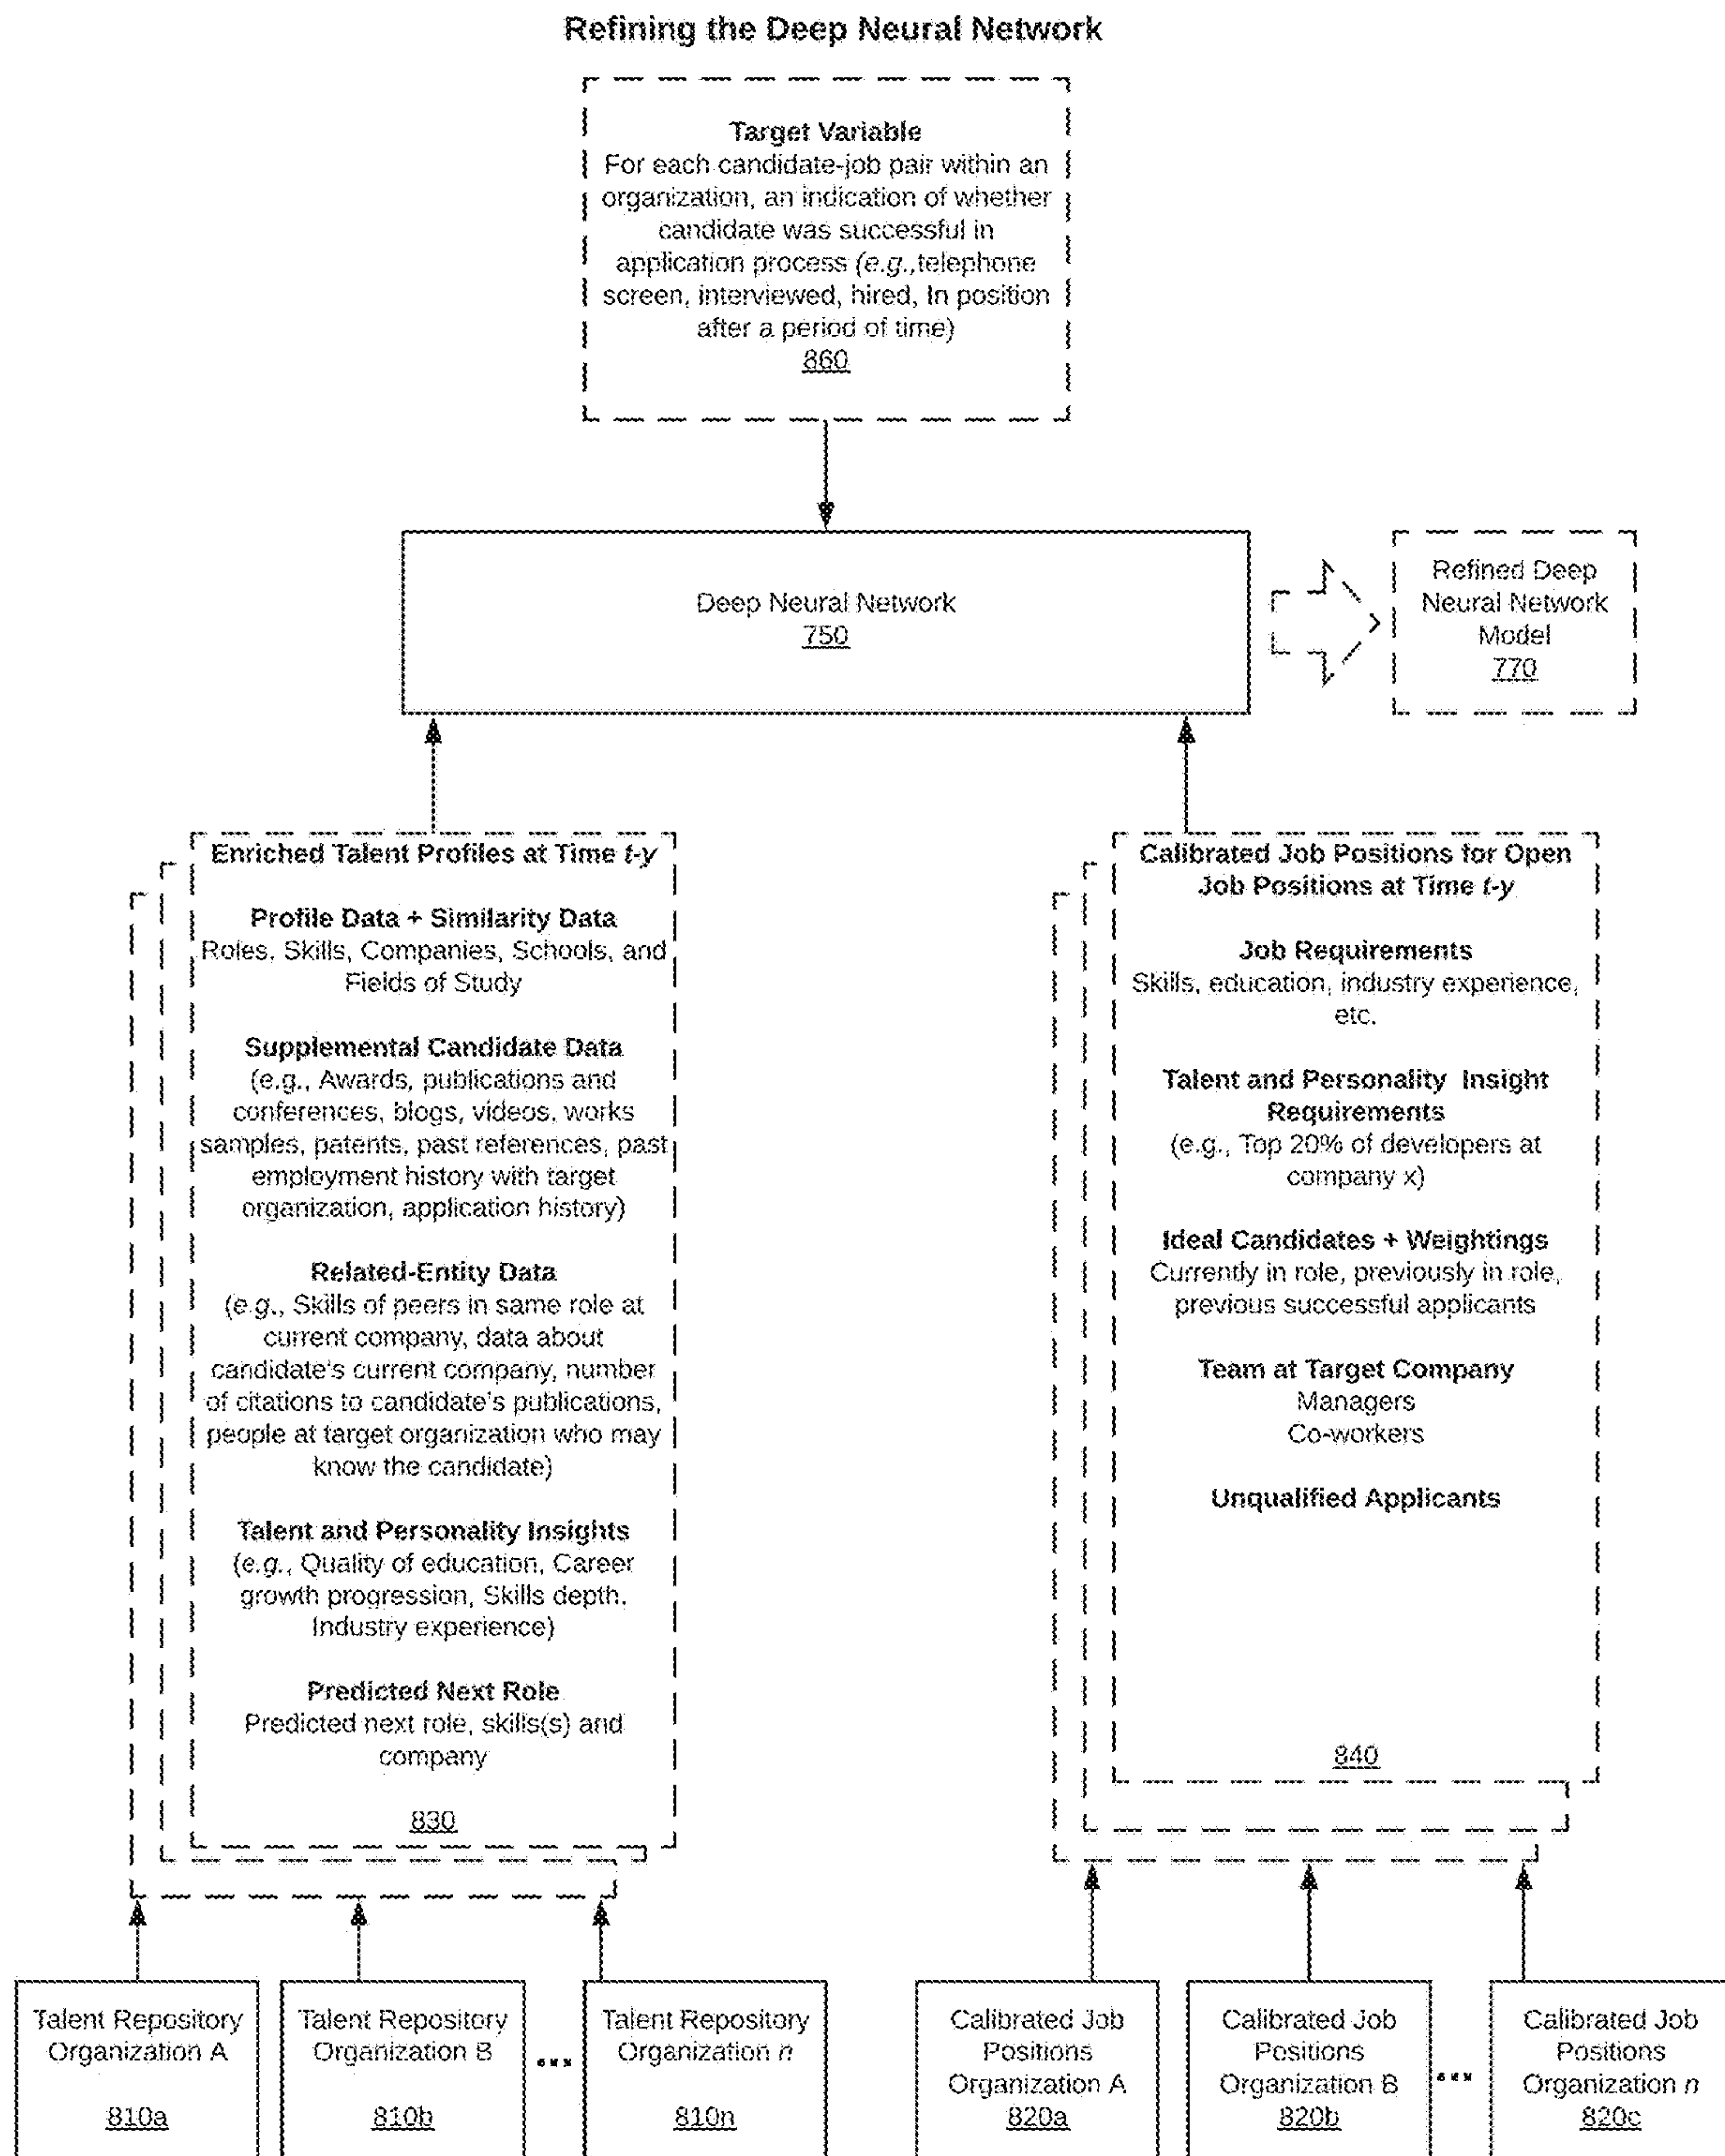 Refining the Deep Neural Network
Target Variable
For each candidate-job pair within an
organization, an indication of whether
candidate was successful in
application process (e.g.,telephone
screen, interviewed, hired, In position
after a period of time)
860
Deep Neural Network
750
Refined Deep
Neural Network
Model
770
Enriched Talent Profiles at Time t-y
Profile Data + Similarity Data
Roles, Skills, Companies, Schools, and
Fields of Study
Supplemental Candidate Data
(e.g., Awards, publications and
conferences, blogs, videos, works
samples, patents, past references, past
employment history with target
organization, application history)
Related-Entity Data
(e.g., Skills of peers in same role at
current company, data about
candidate's current company, number
of citations to candidate's publications,
people at target organization who may
know the candidate)
Talent and Personality Insights
(e.g., Quality of education, Career
growth progression, Skills depth,
Industry experience)
Predicted Next Role
Predicted next role, skills(s) and
company
830
Calibrated Job Positions for Open
Job Positions at Time t-y
Job Requirements
Skills, education, industry experience,
etc.
Talent and Personality Insight
Requirements
(e.g., Top 20% of developers at
company x)
Ideal Candidates + Weightings
Currently in role, previously in role,
previous successful applicants
Team at Target Company
Managers
Co-workers
Unqualified Applicants
840
Talent Repository
Organization A
810a
Talent Repository
Organization B
810b
...
Talent Repository
Organization n
810n
Calibrated Job
Positions
Organization A
820a
Calibrated Job
Positions
Organization B
820b
...
Calibrated Job
Positions
Organization n
820c